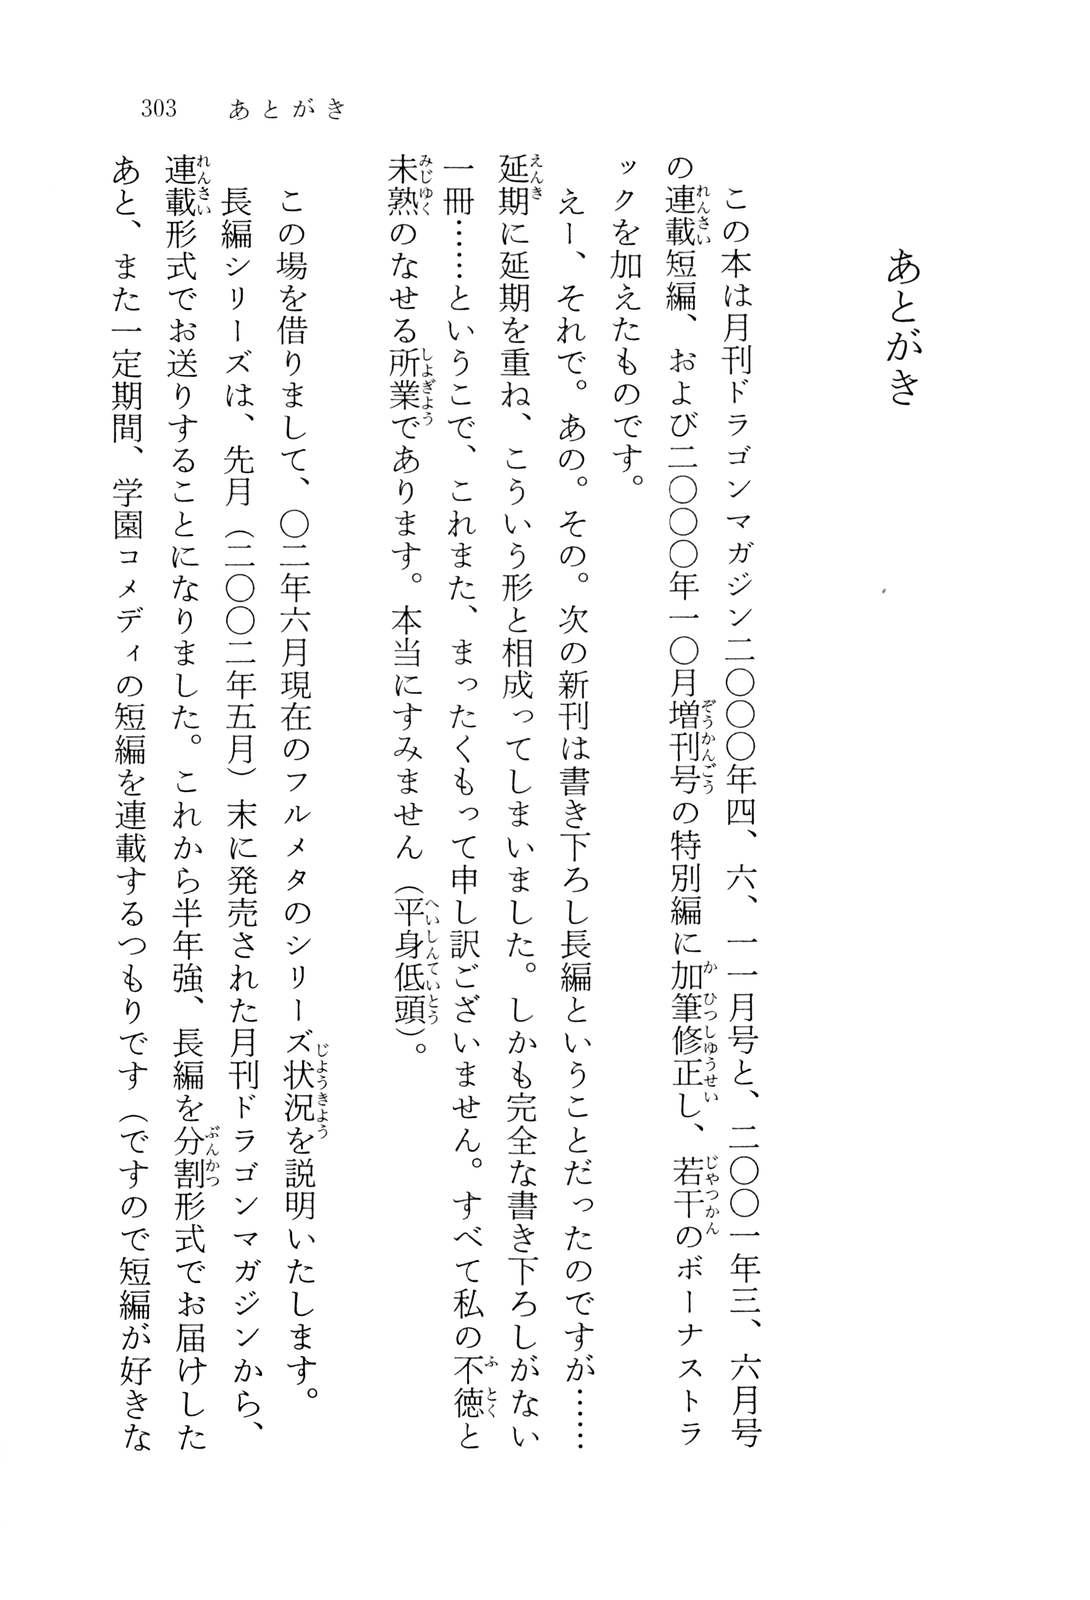 303　あとがき
あとがき
この本は月刊ドラゴンマガジン二〇〇〇年四、六、一一月号と、二〇〇一年三、六月号
の連載短編、および二〇〇〇年一〇月増刊号の特別編に加筆修正し、若干のボーナストラ
ックを加えたものです。
えー、それで。あの。その。次の新刊は書き下ろし長編ということだったのですが……
延期に延期を重ね、こういう形と相成ってしまいました。しかも完全な書き下ろしがない
一冊……というこで、これまた、まったくもって申し訳ございません。すべて私の不徳と
未熟のなせる所業であります。本当にすみません（平身低頭）。
この場を借りまして、〇二年六月現在のフルメタのシリーズ状況を説明いたします。
長編シリーズは、先月（二〇〇二年五月）末に発売された月刊ドラゴンマガジンから、
連載形式でお送りすることになりました。これから半年強、長編を分割形式でお届けした
あと、また一定期間、学園コメディの短編を連載するつもりです（ですので短編が好きな